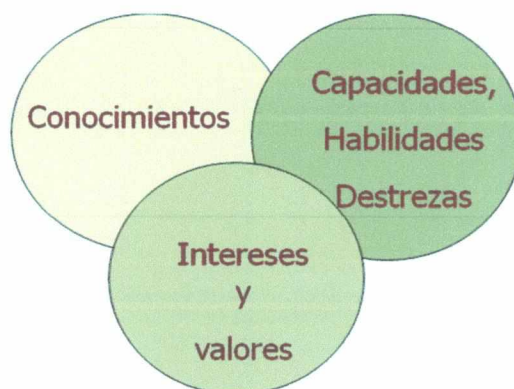 Conocimientos
Capacidades,
Habilidades
Destrezas
Intereses
y
valores